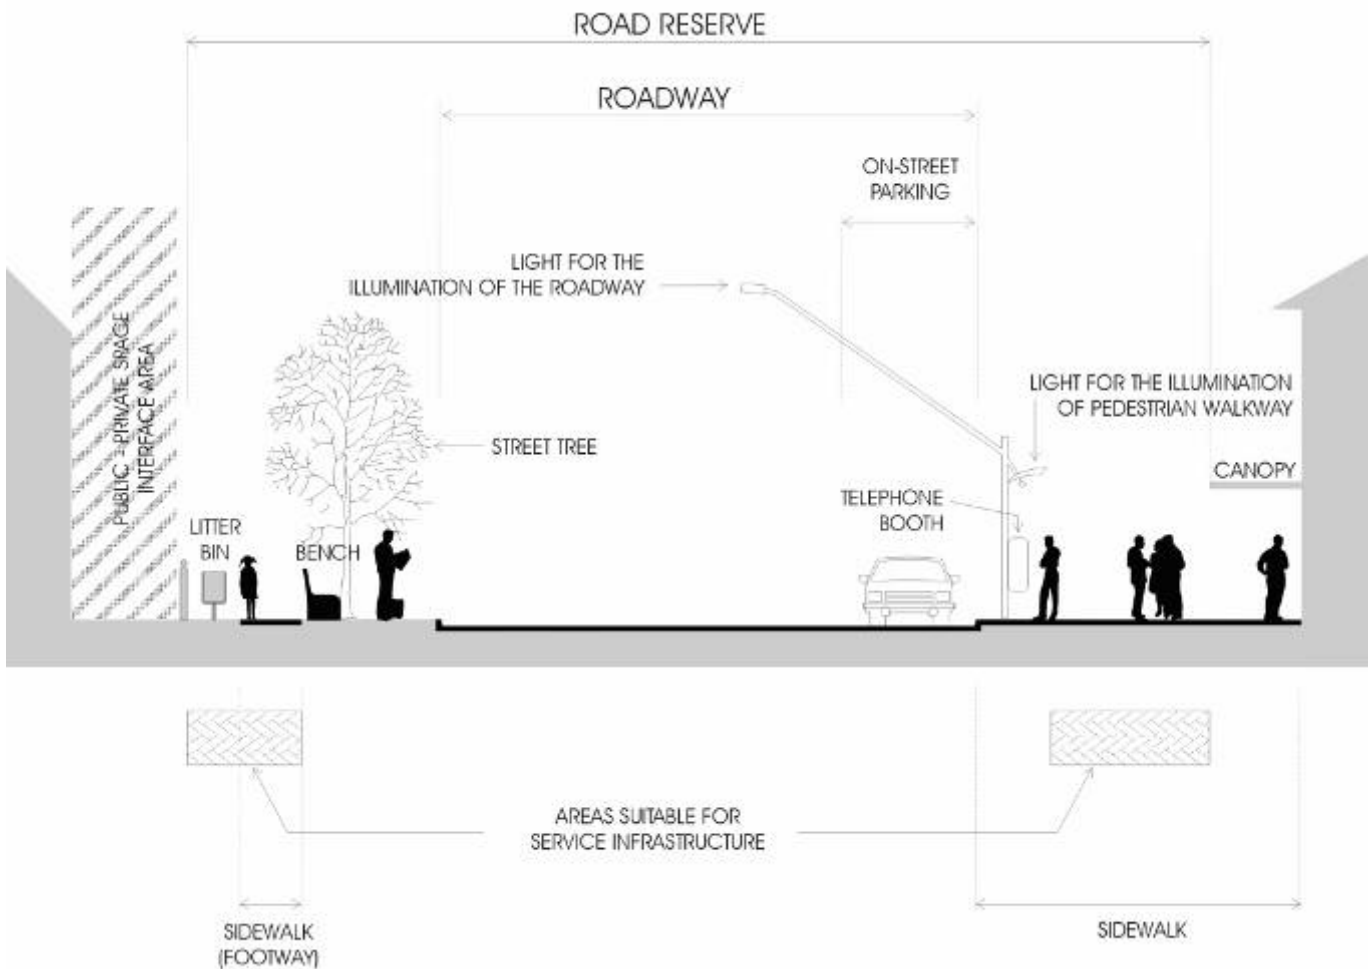 ROAD RESERVE
ROADWAY
ON-STREET
PARKING
LIGHT FOR THE
ILLUMINATION OF THE ROADWAY
PUBLIC - PRIVATE SPACE
INTERFACE AREA
LIGHT FOR THE ILLUMINATION
OF PEDESTRIAN WALKWAY
STREET TREE
CANOPY
TELEPHONE
BOOTH
LITTER
BIN
BENCH
AREAS SUITABLE FOR
SERVICE INFRASTRUCTURE
SIDEWALK
(FOOTWAY)
SIDEWALK